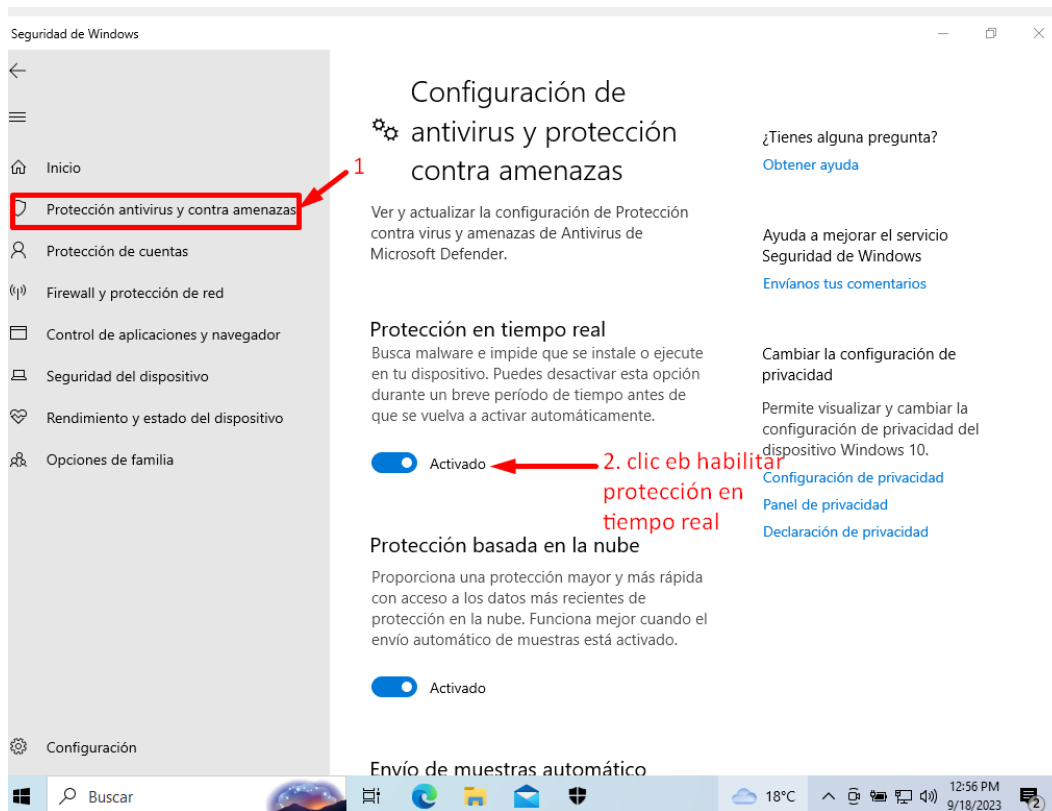 Seguridad de Windows
Inicio
Protección antivirus y contra amenazas
Protección de cuentas
Firewall y protección de red
Control de aplicaciones y navegador
Seguridad del dispositivo
Rendimiento y estado del dispositivo
Opciones de familia
Configuración
1
Configuración de
antivirus y protección
contra amenazas
Ver y actualizar la configuración de Protección
contra virus y amenazas de Antivirus de
Microsoft Defender.
Protección en tiempo real
Busca malware e impide que se instale o ejecute
en tu dispositivo. Puedes desactivar esta opción
durante un breve período de tiempo antes de
que se vuelva a activar automáticamente.
Activado
2. clic eb habilitar
protección en
tiempo real
Protección basada en la nube
Proporciona una protección mayor y más rápida
con acceso a los datos más recientes de
protección en la nube. Funciona mejor cuando el
envío automático de muestras está activado.
Activado
Envío de muestras automático
¿Tienes alguna pregunta?
Obtener ayuda
Ayuda a mejorar el servicio
Seguridad de Windows
Envíanos tus comentarios
Cambiar la configuración de
privacidad
Permite visualizar y cambiar la
configuración de privacidad del
dispositivo Windows 10.
Configuración de privacidad
Panel de privacidad
Declaración de privacidad
Buscar
18°C
12:56 PM
9/18/2023
2